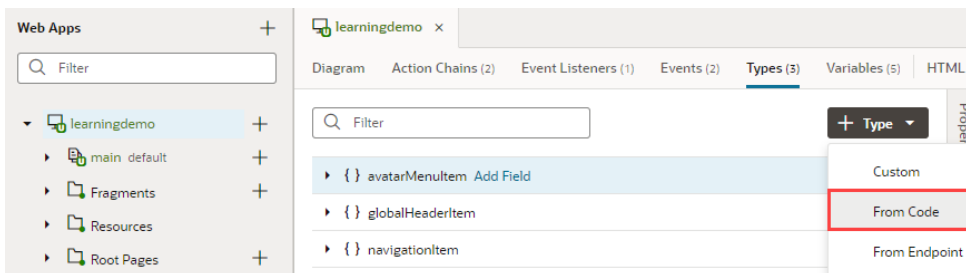 Web Apps
Filter
learningdemo
main default
Fragments
Resources
Root Pages
learningdemo ×
Diagram Action Chains (2) Event Listeners (1) Events (2) Types (3) Variables (5) HTML
Filter
+ Type
{ } avatarMenuItem Add Field
{ } globalHeaderItem
{ } navigationItem
Custom
From Code
From Endpoint